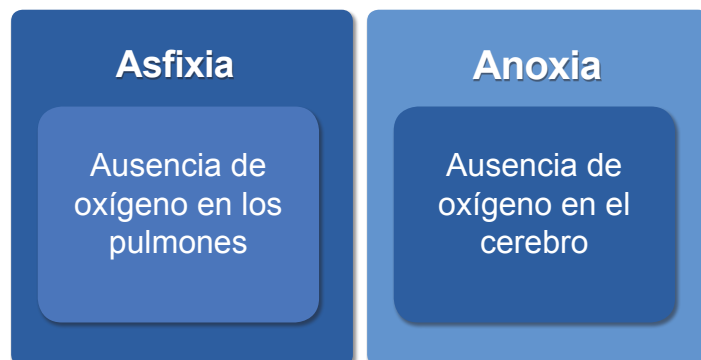 Asfixia
Ausencia de
oxígeno en los
pulmones
Anoxia
Ausencia de
oxígeno en el
cerebro